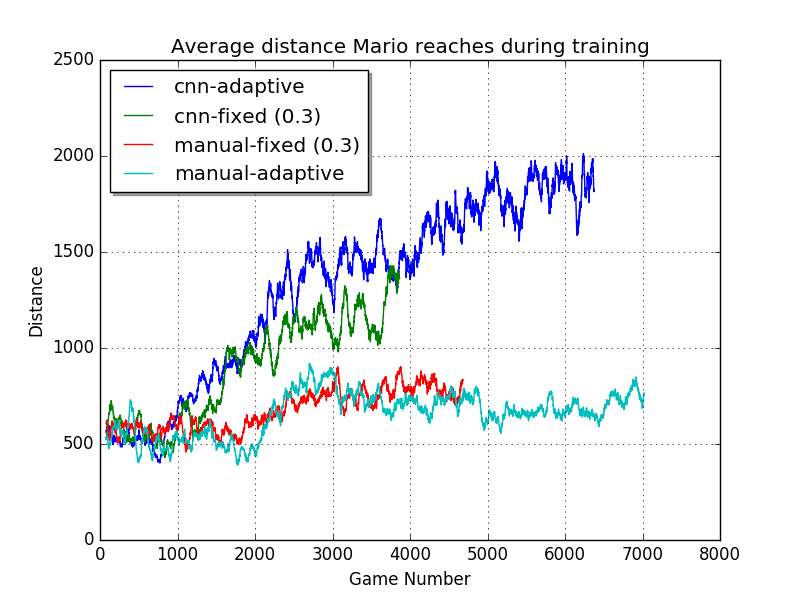 Average distance Mario reaches during training
2500
2000
1500
1000
500
0
cnn-adaptive
cnn-fixed (0.3)
manual-fixed (0.3)
manual-adaptive
Distance
0 1000 2000 3000 4000 5000 6000 7000 8000
Game Number